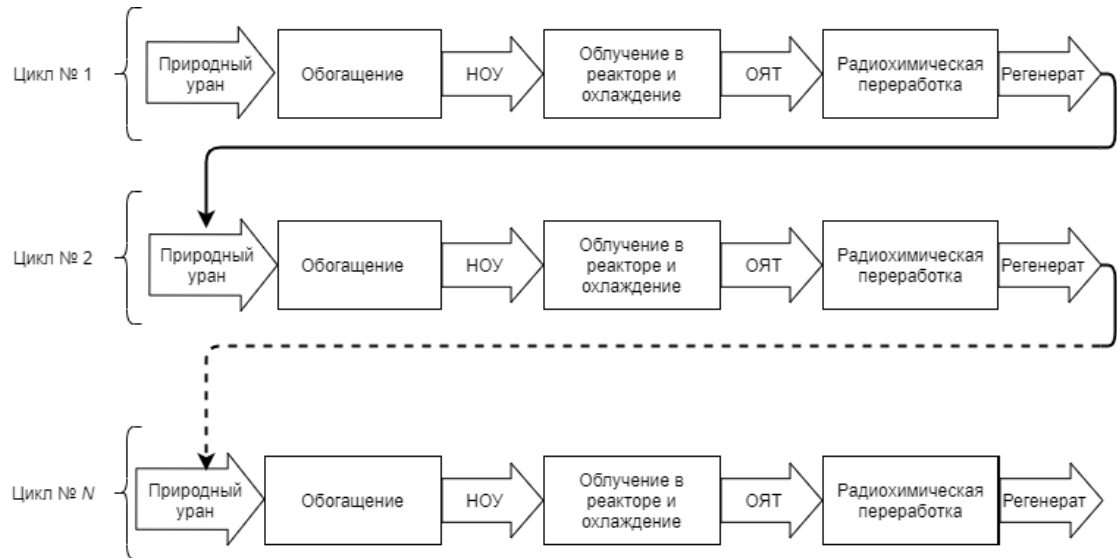 Цикл № 1
Природный
уран
Обогащение
НОУ
Облучение в
реакторе и
охлаждение
ОЯТ
Радиохимическая
переработка
Регенерат
Цикл № 2
Природный
уран
Обогащение
НОУ
Облучение в
реакторе и
охлаждение
ОЯТ
Радиохимическая
переработка
Регенерат
Цикл № N
Природный
уран
Обогащение
НОУ
Облучение в
реакторе и
охлаждение
ОЯТ
Радиохимическая
переработка
Регенерат